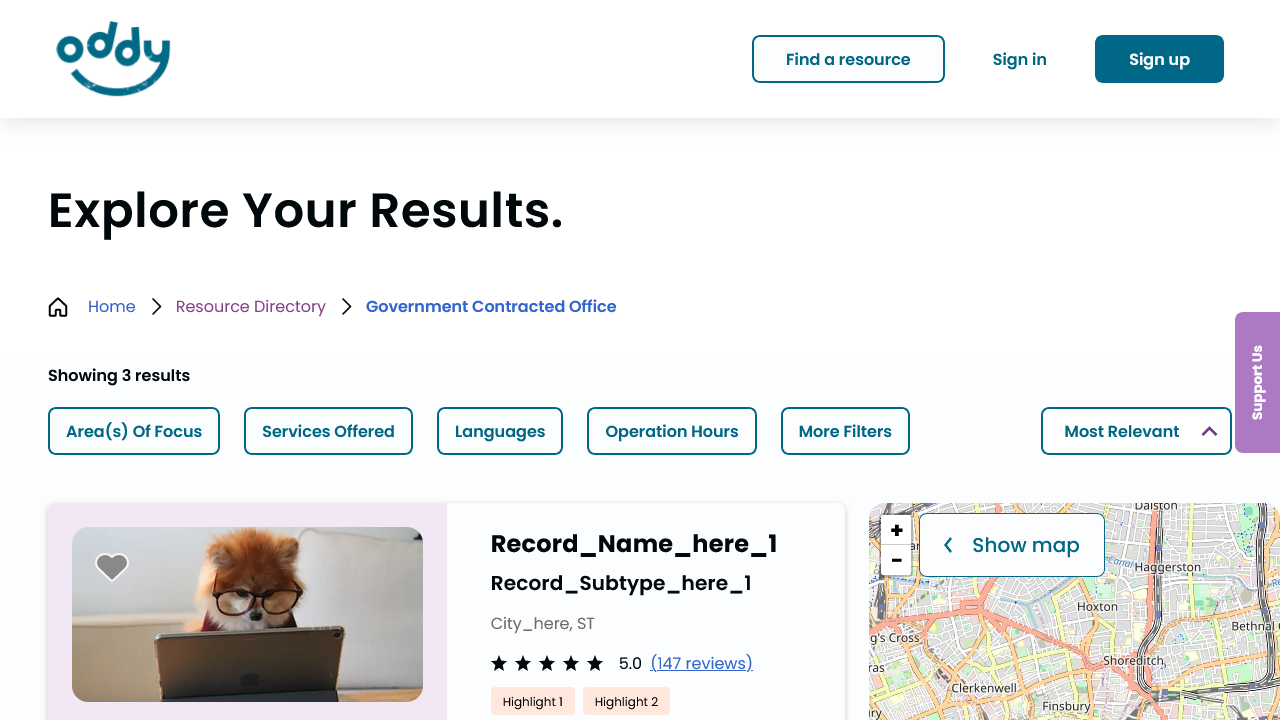 oddy
Find a resource
Sign in
Sign up
Explore Your Results.
Home
Resource Directory
Government Contracted Office
Support Us
Showing 3 results
Area(s) Of Focus
Services Offered
Languages
Operation Hours
More Filters
Most Relevant
Record_Name_here_1
Record_Subtype_here_1
City_here, ST
5.0 (147 reviews)
Highlight 1
Highlight 2
+
−
Show map
Dalston
Canal
Haggerston
Hoxton
Bethnal
g's Cross
Shoreditch
ras
Clerkenwell
Finsbury